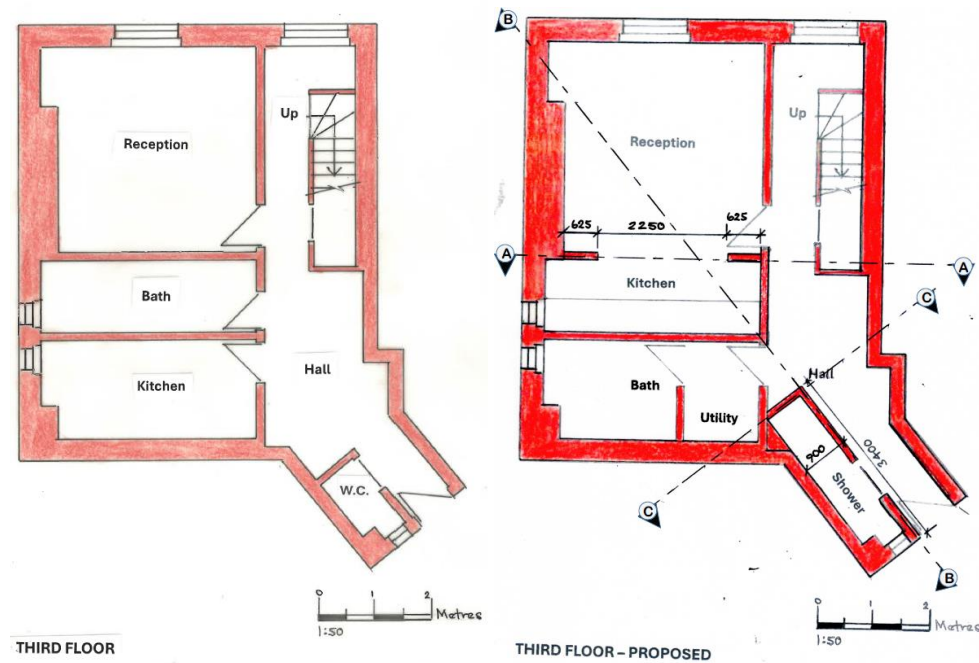 Reception
Up
Bath
Kitchen
Hall
W.C.
0 1 2
Metres
1:50
THIRD FLOOR
B
Reception
Up
625
2250
625
A
A
Kitchen
C
Hall
Bath
Utility
900
3400
Shower
C
B
0 1 2
Metres
1:50
THIRD FLOOR – PROPOSED